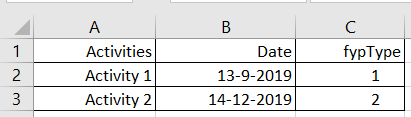 A B C
1 Activities Date fypType
2 Activity 1 13-9-2019 1
3 Activity 2 14-12-2019 2